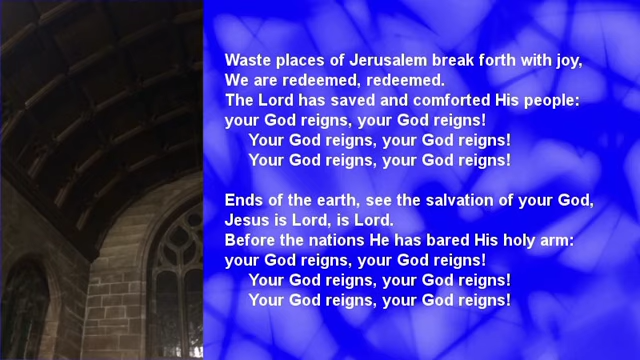 Waste places of Jerusalem break forth with joy,
We are redeemed, redeemed.
The Lord has saved and comforted His people:
your God reigns, your God reigns!
Your God reigns, your God reigns!
Your God reigns, your God reigns!
Ends of the earth, see the salvation of your God,
Jesus is Lord, is Lord.
Before the nations He has bared His holy arm:
your God reigns, your God reigns!
Your God reigns, your God reigns!
Your God reigns, your God reigns!